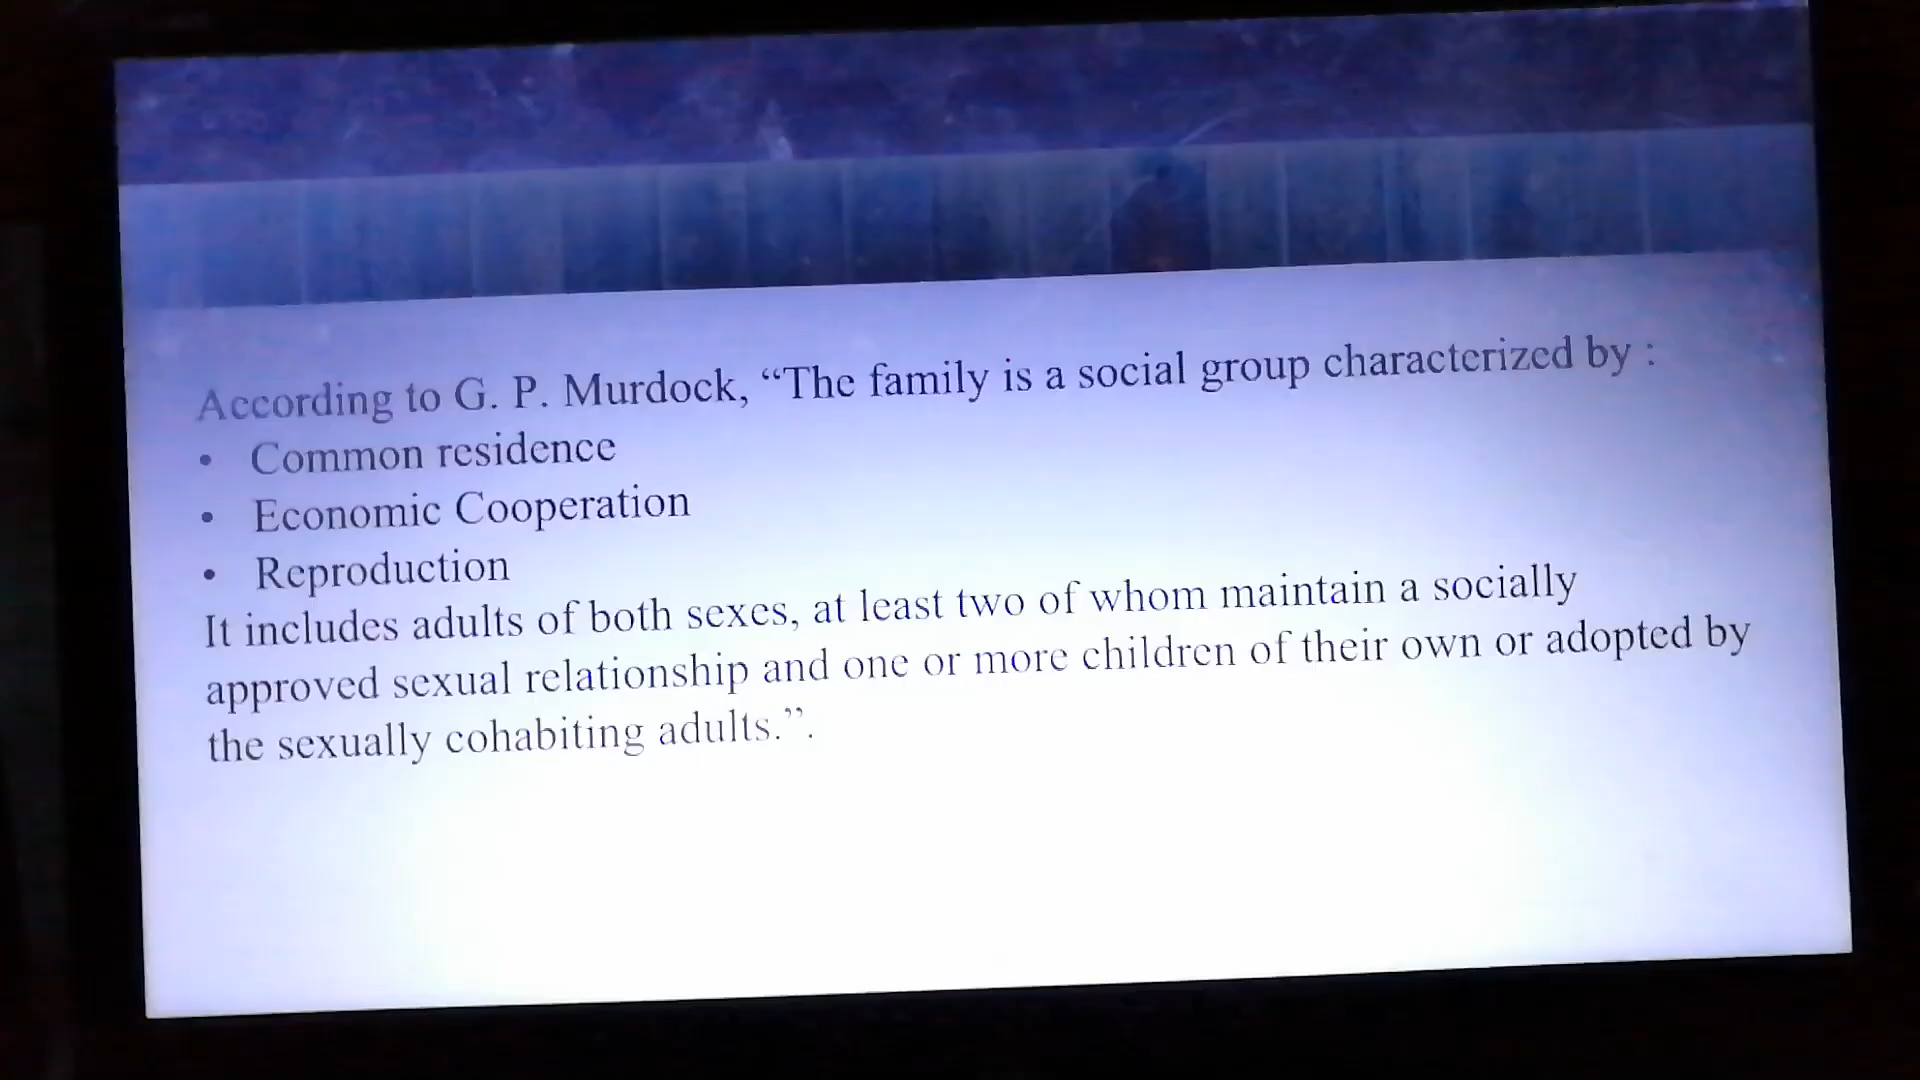 According to G. P. Murdock, “The family is a social group characterized by :
• Common residence
• Economic Cooperation
• Reproduction
It includes adults of both sexes, at least two of whom maintain a socially
approved sexual relationship and one or more children of their own or adopted by
the sexually cohabiting adults.”.